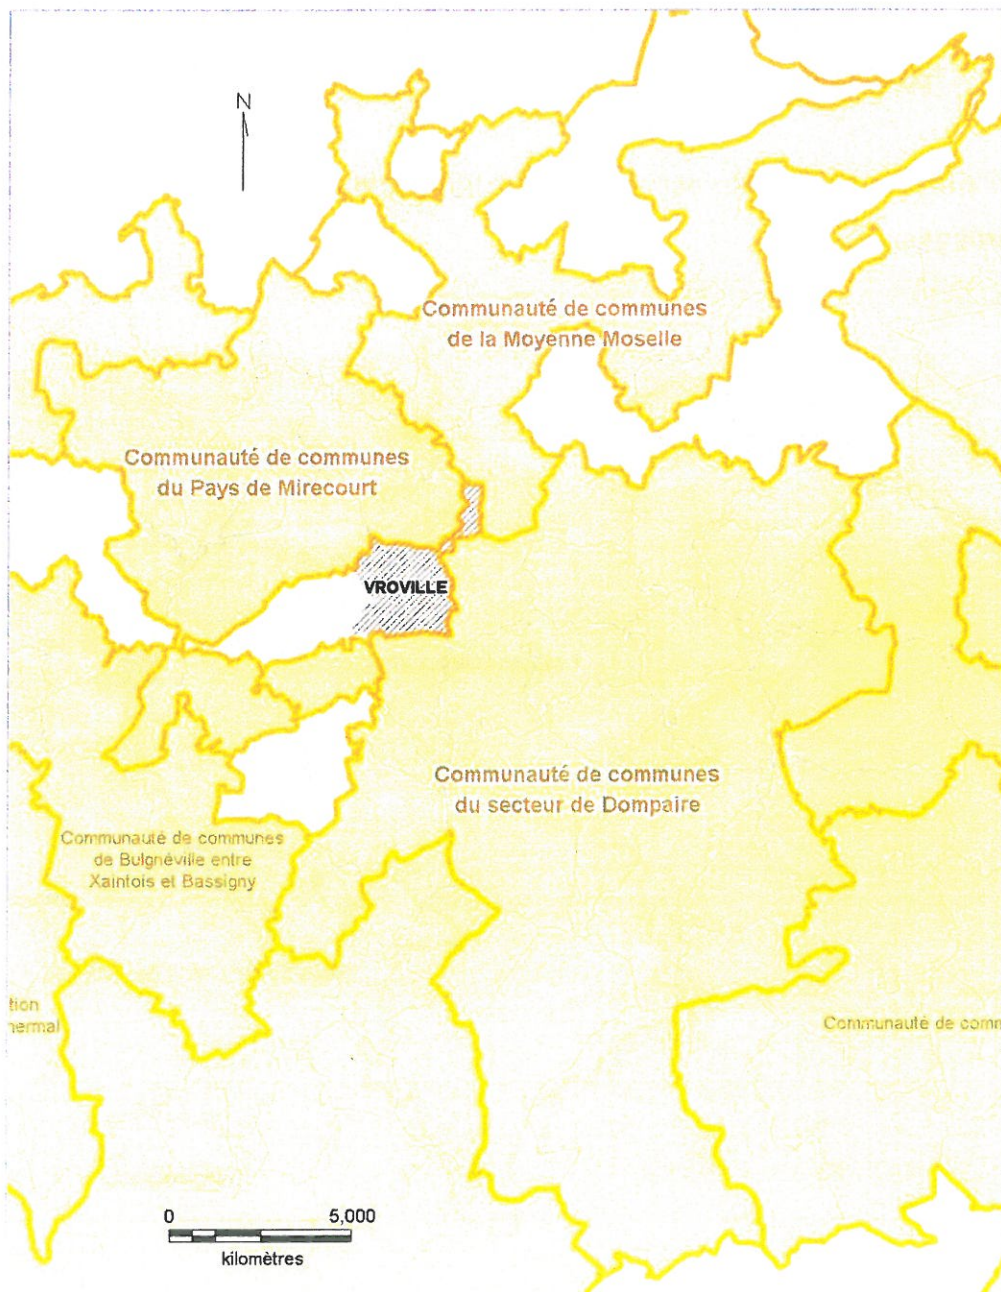 N
Communauté de communes
de la Moyenne Moselle
Communauté de communes
du Pays de Mirecourt
VROVILLE
Communauté de communes
du secteur de Dompaire
Communauté de communes
de Bulgnéville entre
Xaintois et Bassigny
tion
hermal
Communauté de comm
0 5,000
kilomètres